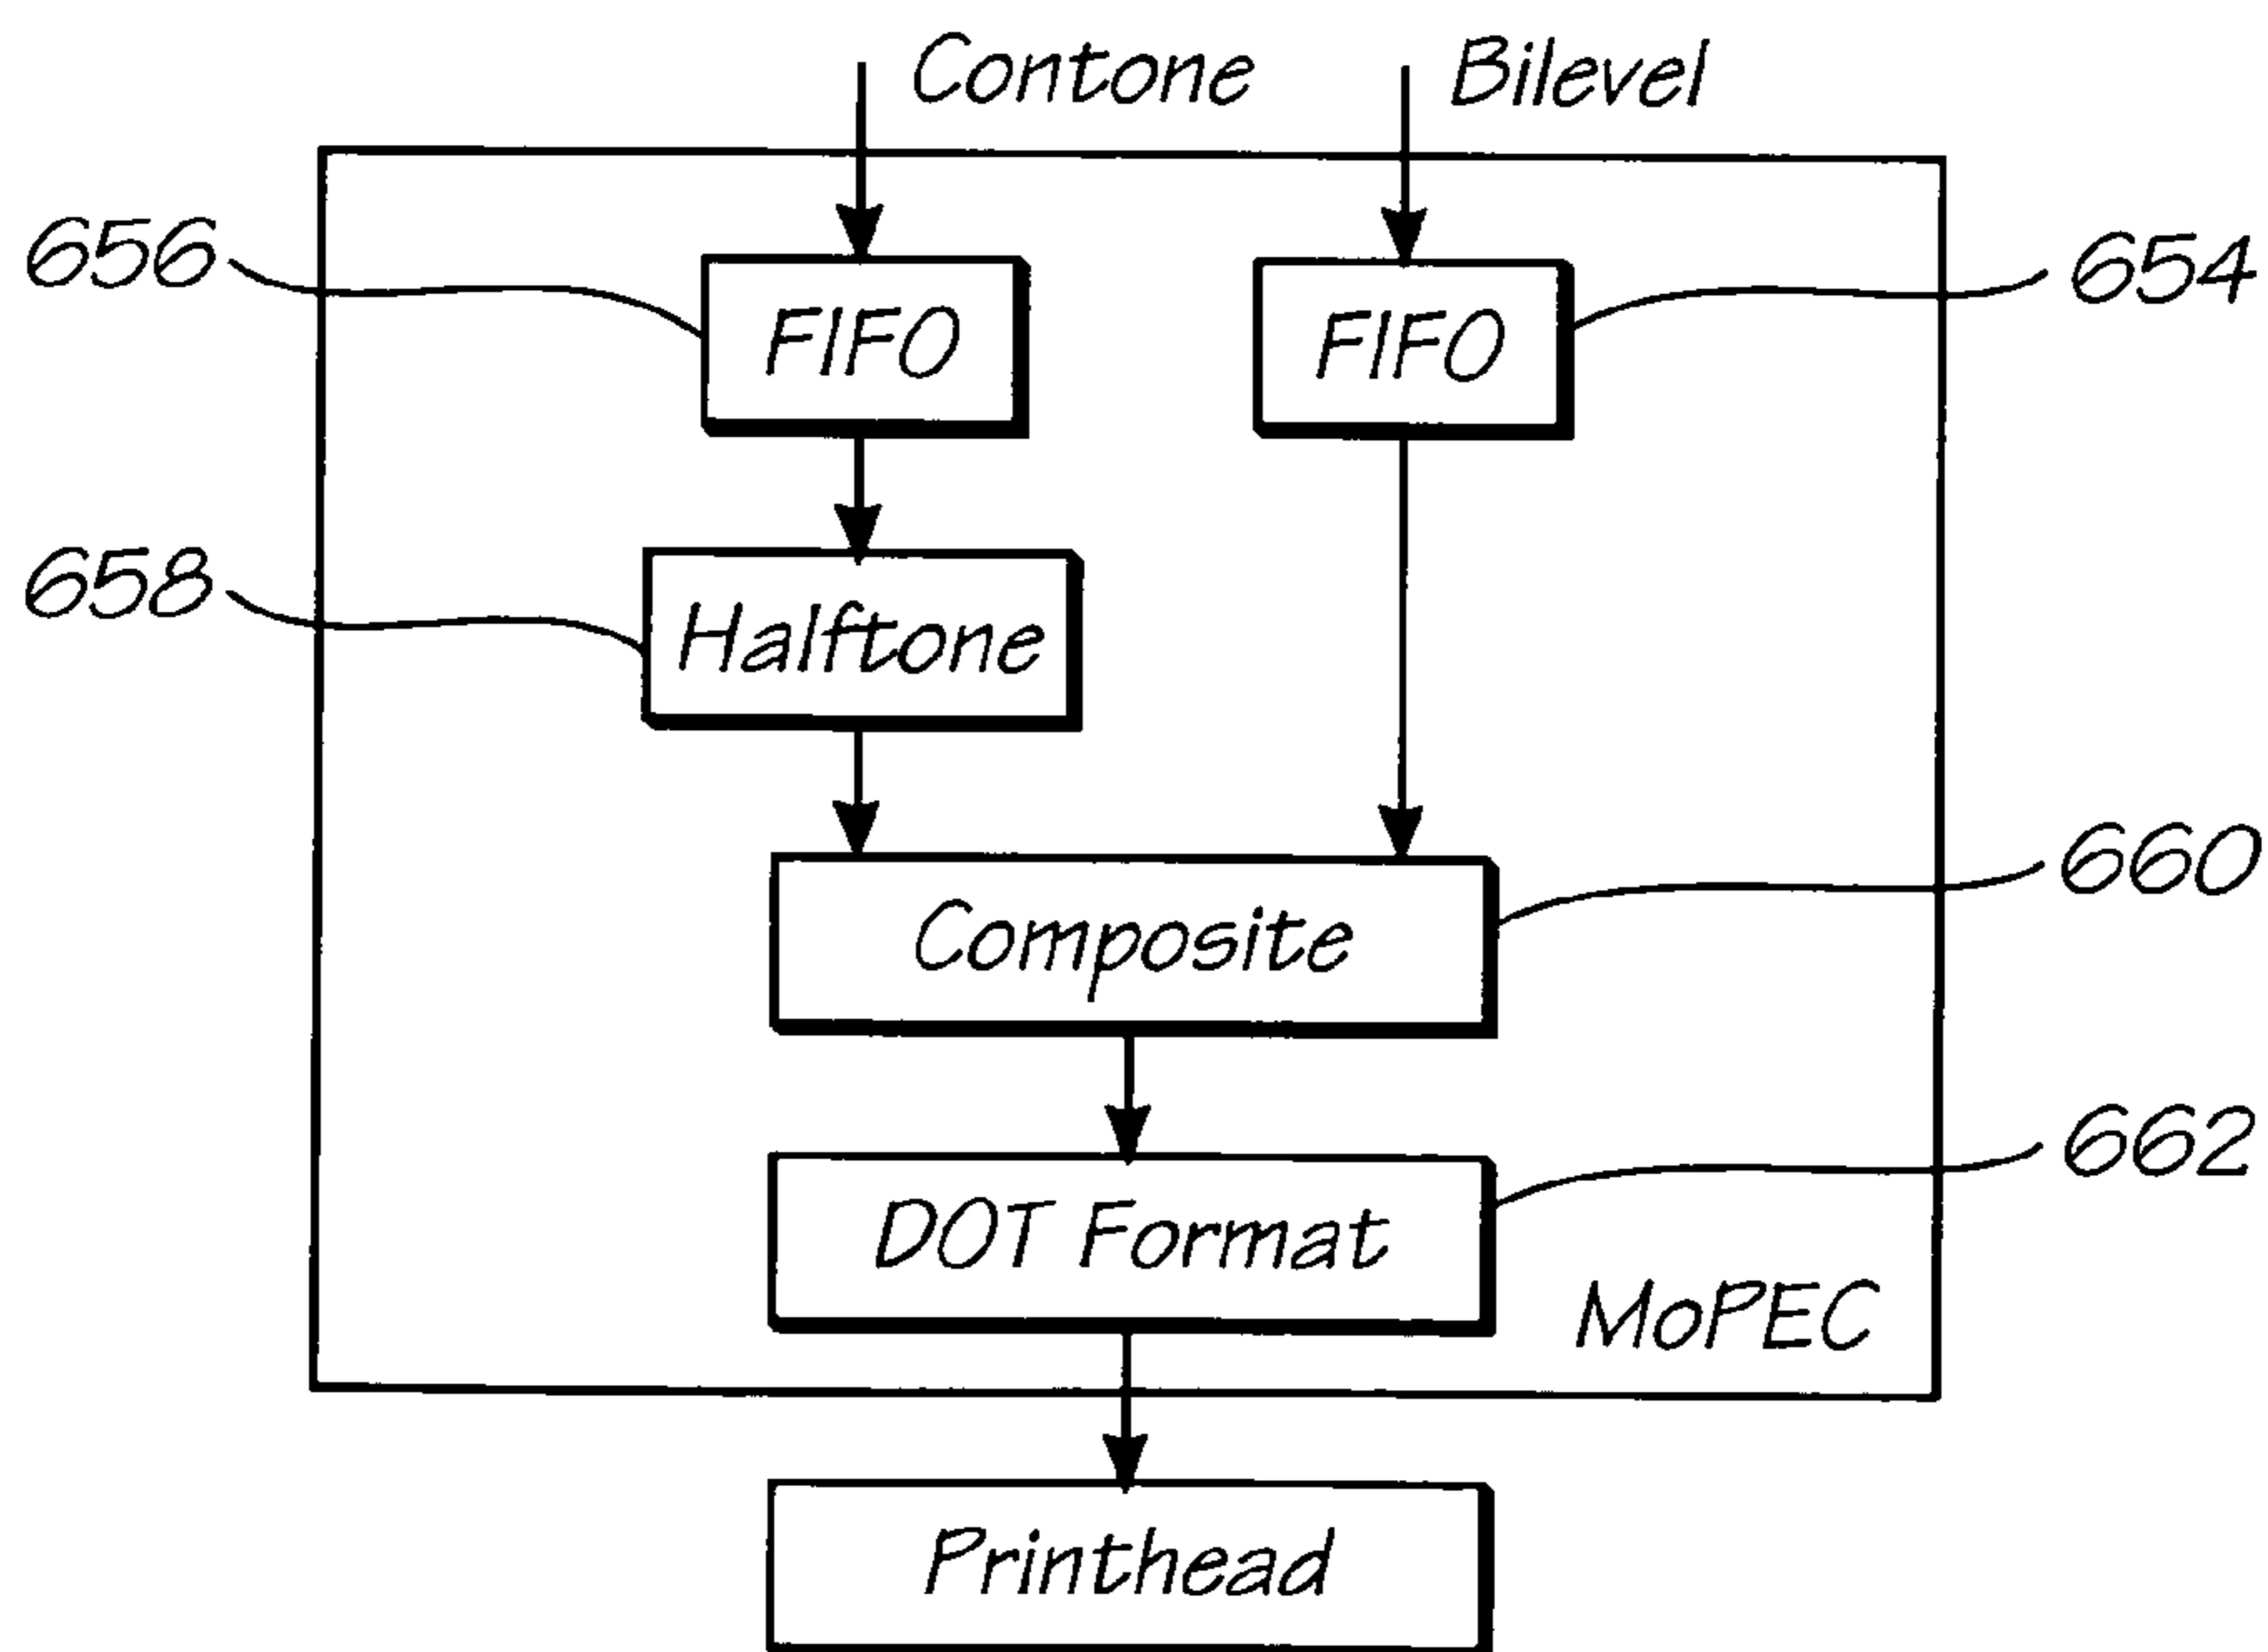 Contone Bilevel
656 FIFO FIFO 654
658 Halftone
Composite 660
DOT Format 662
MoPEC
Printhead